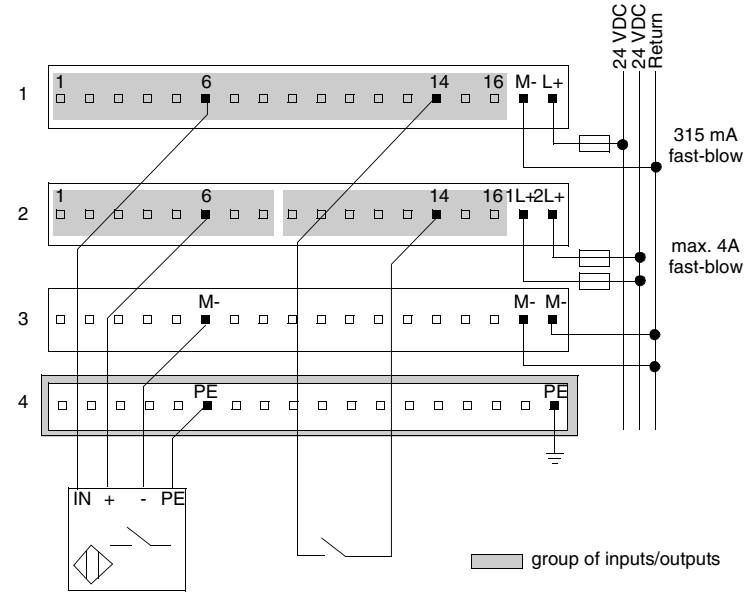 24 VDC
24 VDC
Return
1
1 6 14 16 M- L+
315 mA
fast-blow
2
1 6 14 16 1L+ 2L+
max. 4A
fast-blow
3
M- M- M-
4
PE PE
IN + - PE
group of inputs/outputs